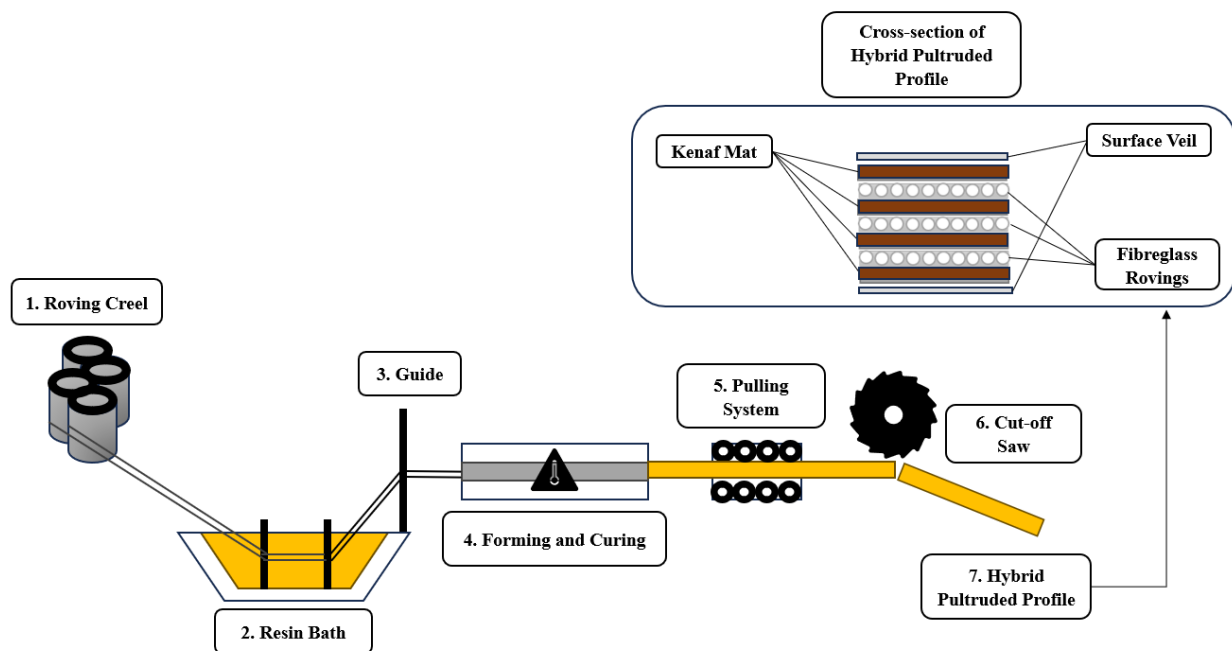 Cross-section of
Hybrid Pultruded
Profile
Kenaf Mat
Surface Veil
Fibreglass
Rovings
1. Roving Creel
3. Guide
5. Pulling
System
6. Cut-off
Saw
4. Forming and Curing
7. Hybrid
Pultruded Profile
2. Resin Bath